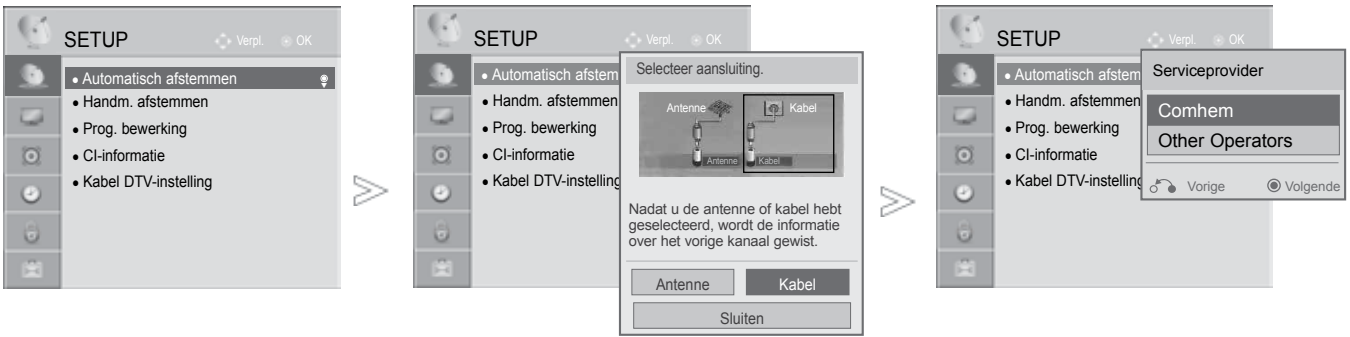 SETUP
Verpl. OK
• Automatisch afstemmen
• Handm. afstemmen
• Prog. bewerking
• CI-informatie
• Kabel DTV-instelling
SETUP
Verpl. OK
• Automatisch afstem
• Handm. afstemmen
• Prog. bewerking
• CI-informatie
• Kabel DTV-instelling
Selecteer aansluiting.
Antenne Kabel
Antenne Kabel
Nadat u de antenne of kabel hebt
geselecteerd, wordt de informatie
over het vorige kanaal gewist.
Antenne Kabel
Sluiten
SETUP
Verpl. OK
• Automatisch afstem
• Handm. afstemmen
• Prog. bewerking
• CI-informatie
• Kabel DTV-instelling
Serviceprovider
Comhem
Other Operators
Vorige Volgende